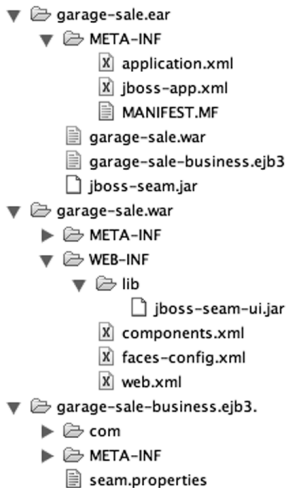 garage-sale.ear
META-INF
application.xml
jboss-app.xml
MANIFEST.MF
garage-sale.war
garage-sale-business.ejb3
jboss-seam.jar
garage-sale.war
META-INF
WEB-INF
lib
jboss-seam-ui.jar
components.xml
faces-config.xml
web.xml
garage-sale-business.ejb3.
com
META-INF
seam.properties